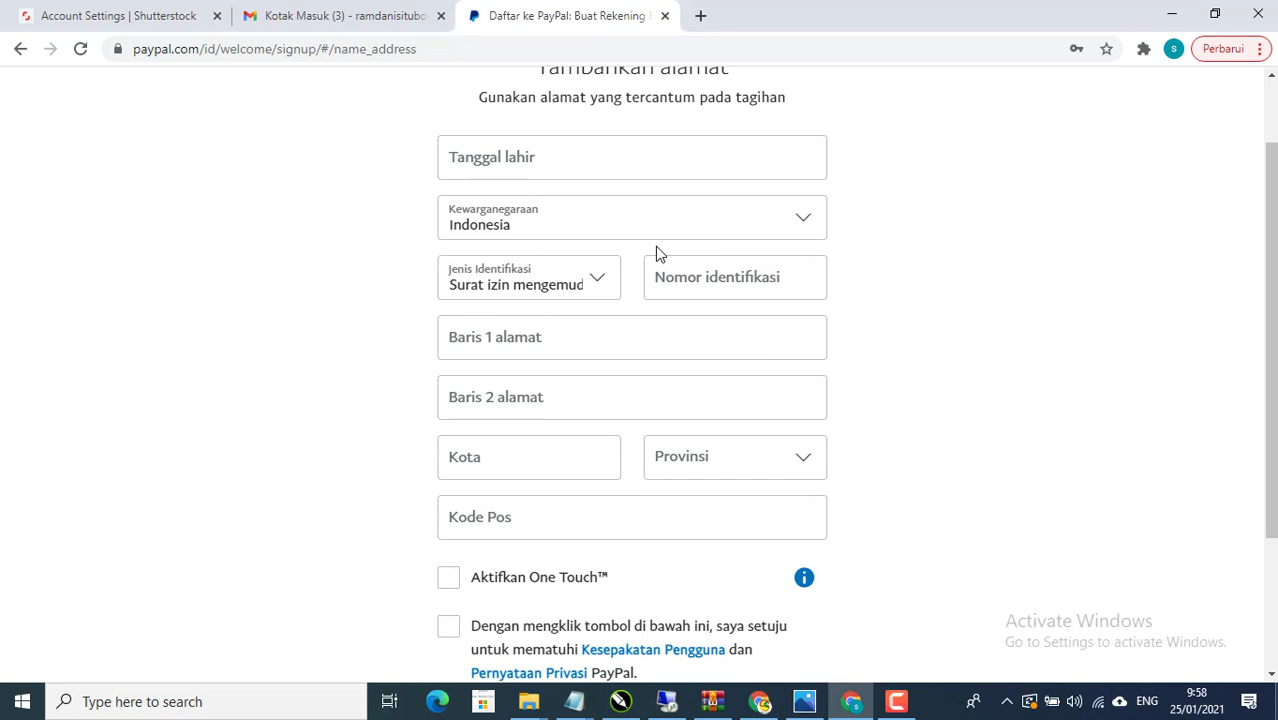 Account Settings | Shutterstock
Kotak Masuk (3) - ramdanisitubo
Daftar ke PayPal: Buat Rekening
paypal.com/id/welcome/signup/#/name_address
S
Perbarui
Tambahkan alamat
Gunakan alamat yang tercantum pada tagihan
Tanggal lahir
Kewarganegaraan
Indonesia
Jenis Identifikasi
Surat izin mengemud
Nomor identifikasi
Baris 1 alamat
Baris 2 alamat
Kota
Provinsi
Kode Pos
Aktifkan One Touch™
Dengan mengklik tombol di bawah ini, saya setuju
untuk mematuhi Kesepakatan Pengguna dan
Pernyataan Privasi PayPal.
Activate Windows
Go to Settings to activate Windows.
Type here to search
ENG
9:58
25/01/2021